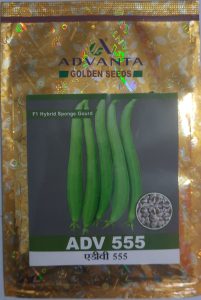 ADVANTA
GOLDEN SEEDS
F1 Hybrid Sponge Gourd
ADV 555
एडीवी 555